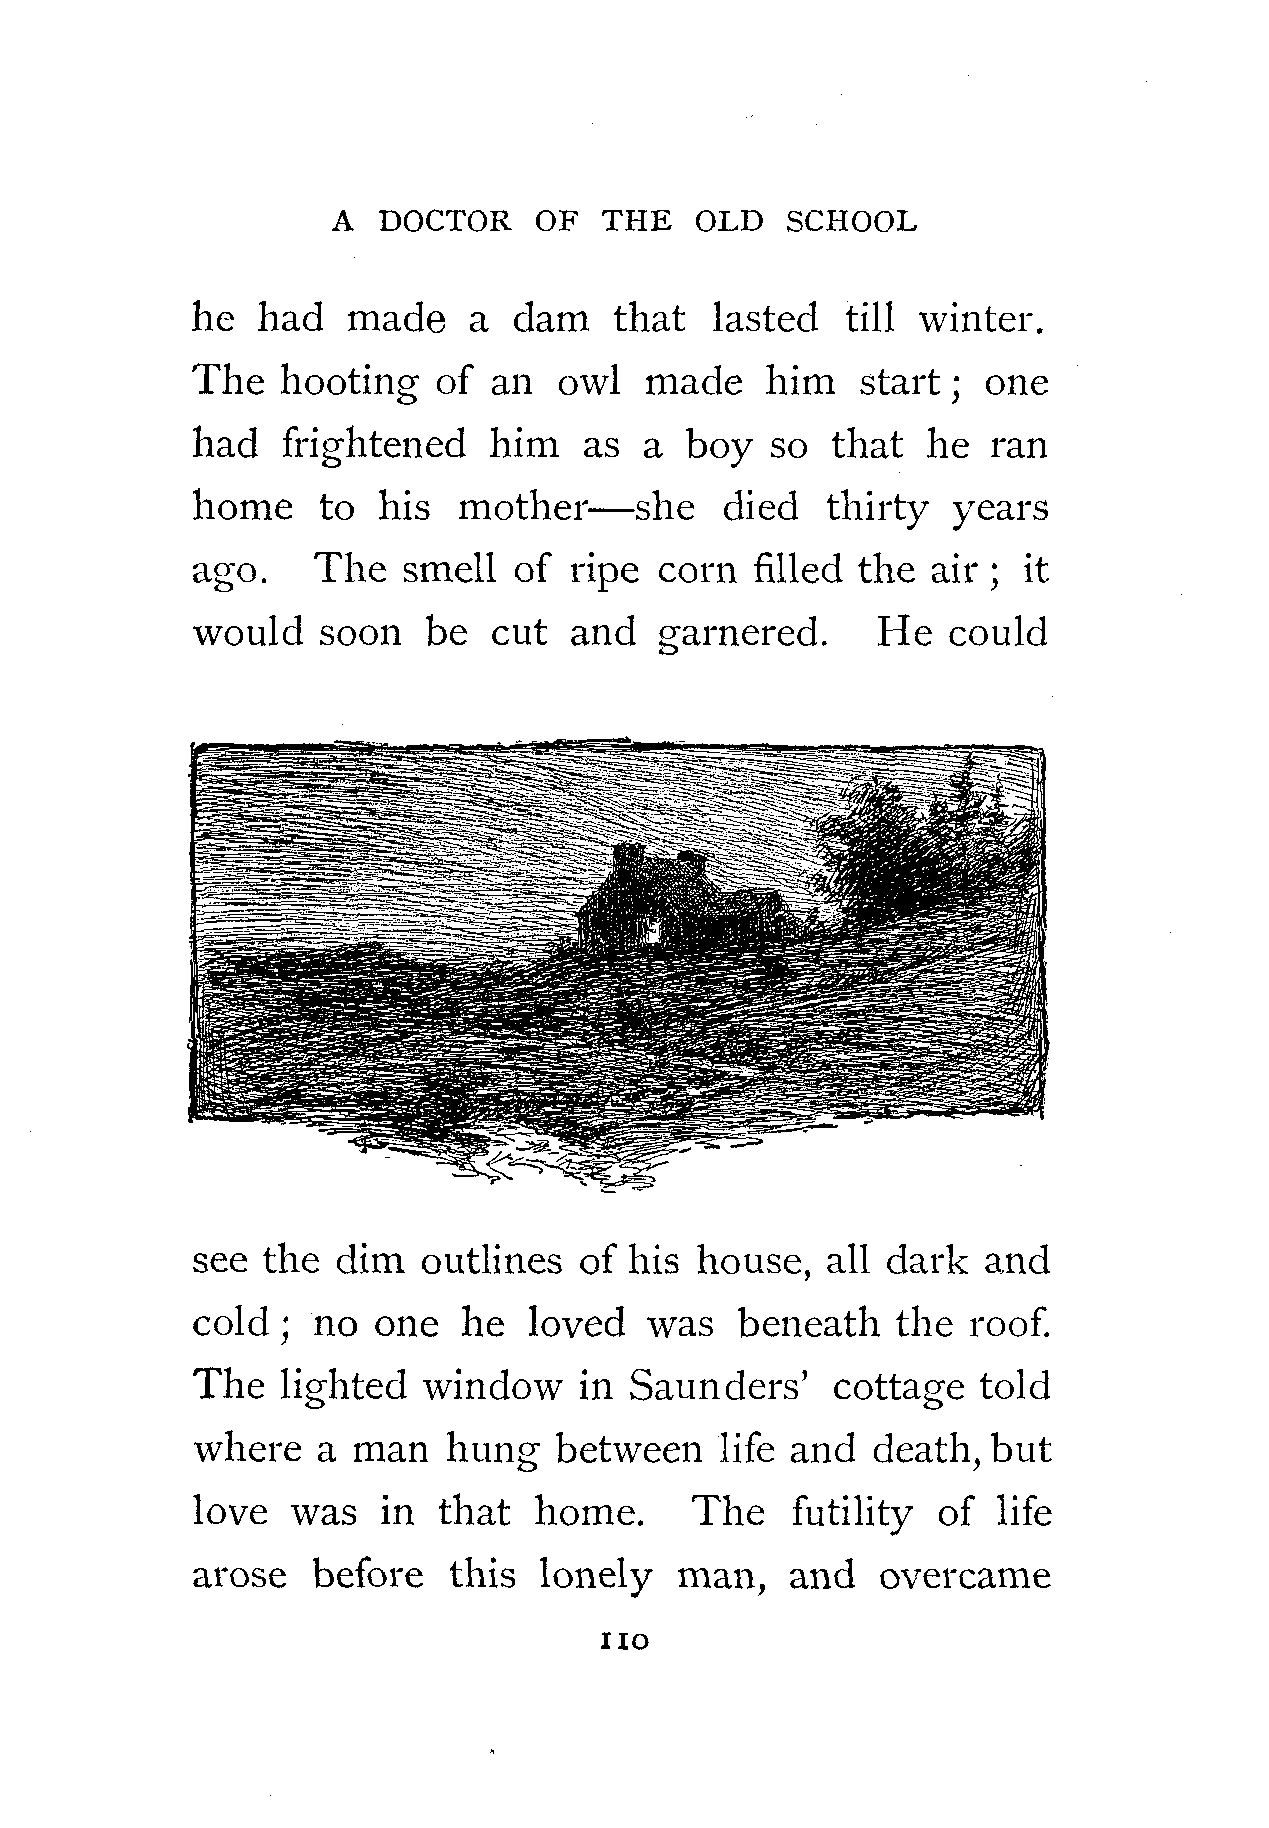 A DOCTOR OF THE OLD SCHOOL
he had made a dam that lasted till winter.
The hooting of an owl made him start ; one
had frightened him as a boy so that he ran
home to his mother—she died thirty years
ago. The smell of ripe corn filled the air ; it
would soon be cut and garnered. He could
see the dim outlines of his house, all dark and
cold ; no one he loved was beneath the roof.
The lighted window in Saunders’ cottage told
where a man hung between life and death, but
love was in that home. The futility of life
arose before this lonely man, and overcame
110